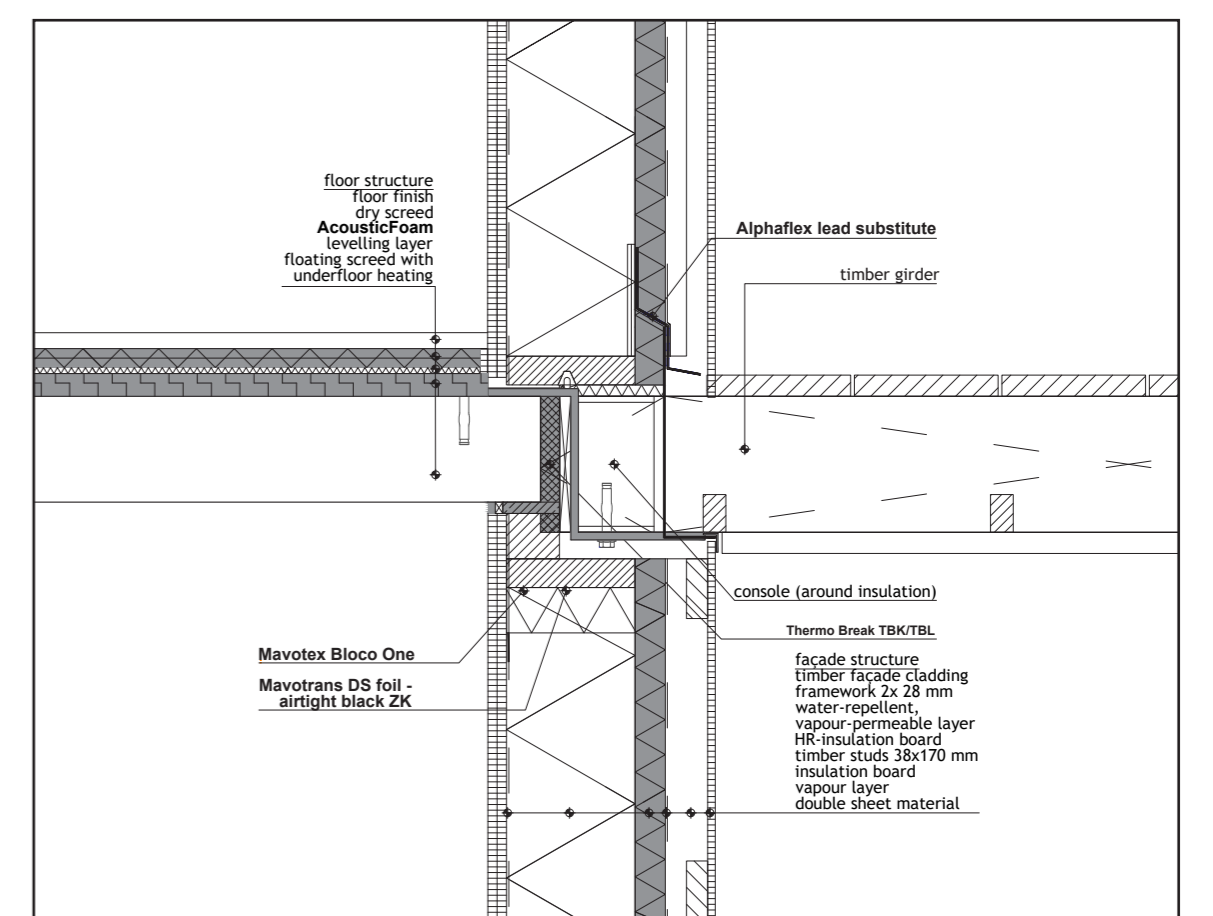 floor structure
floor finish
dry screed
AcousticFoam
levelling layer
floating screed with
underfloor heating
Alphaflex lead substitute
timber girder
console (around insulation)
Thermo Break TBK/TBL
Mavotex Bloco One
Mavotrans DS foil -
airtight black ZK
façade structure
timber façade cladding
framework 2x 28 mm
water-repellent,
vapour-permeable layer
HR-insulation board
timber studs 38x170 mm
insulation board
vapour layer
double sheet material